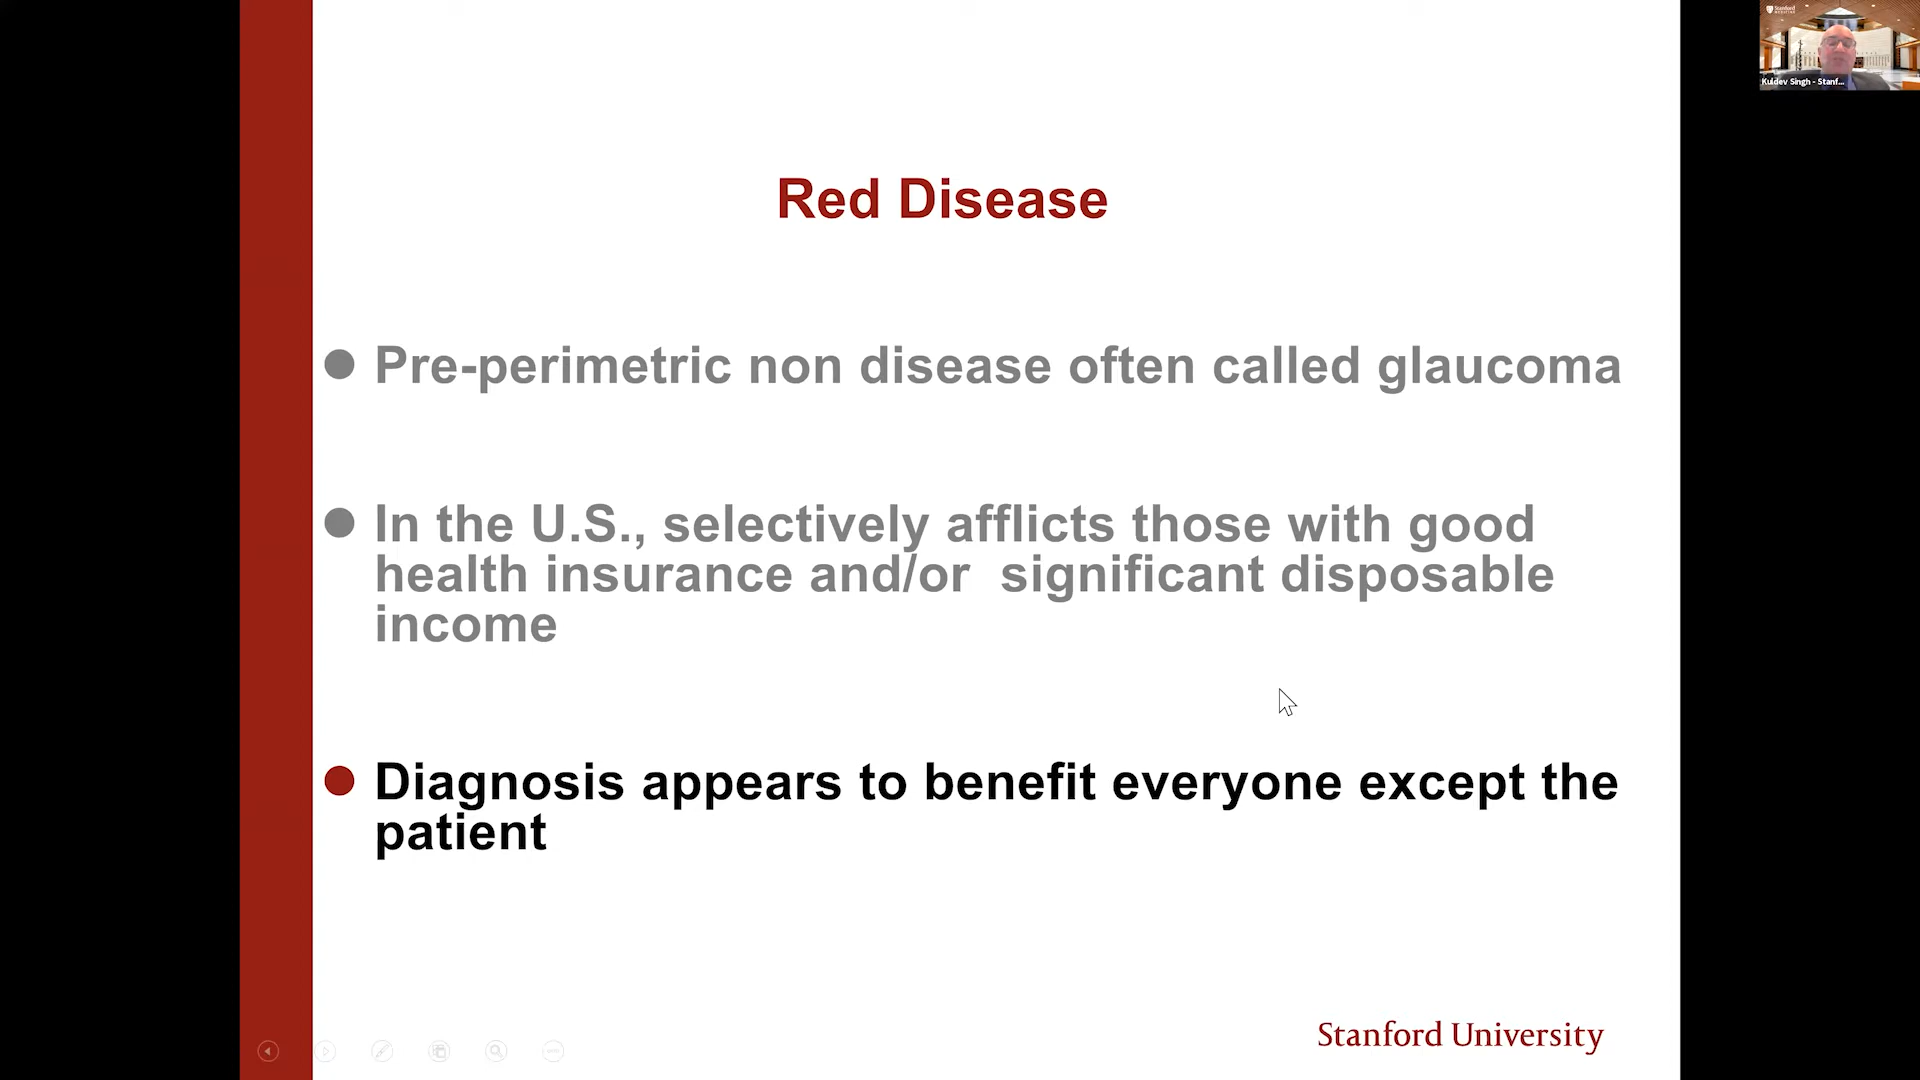 Stanford
Kuldev Singh - Stanf...
Red Disease
Pre-perimetric non disease often called glaucoma
In the U.S., selectively afflicts those with good
health insurance and/or significant disposable
income
Diagnosis appears to benefit everyone except the
patient
Stanford University